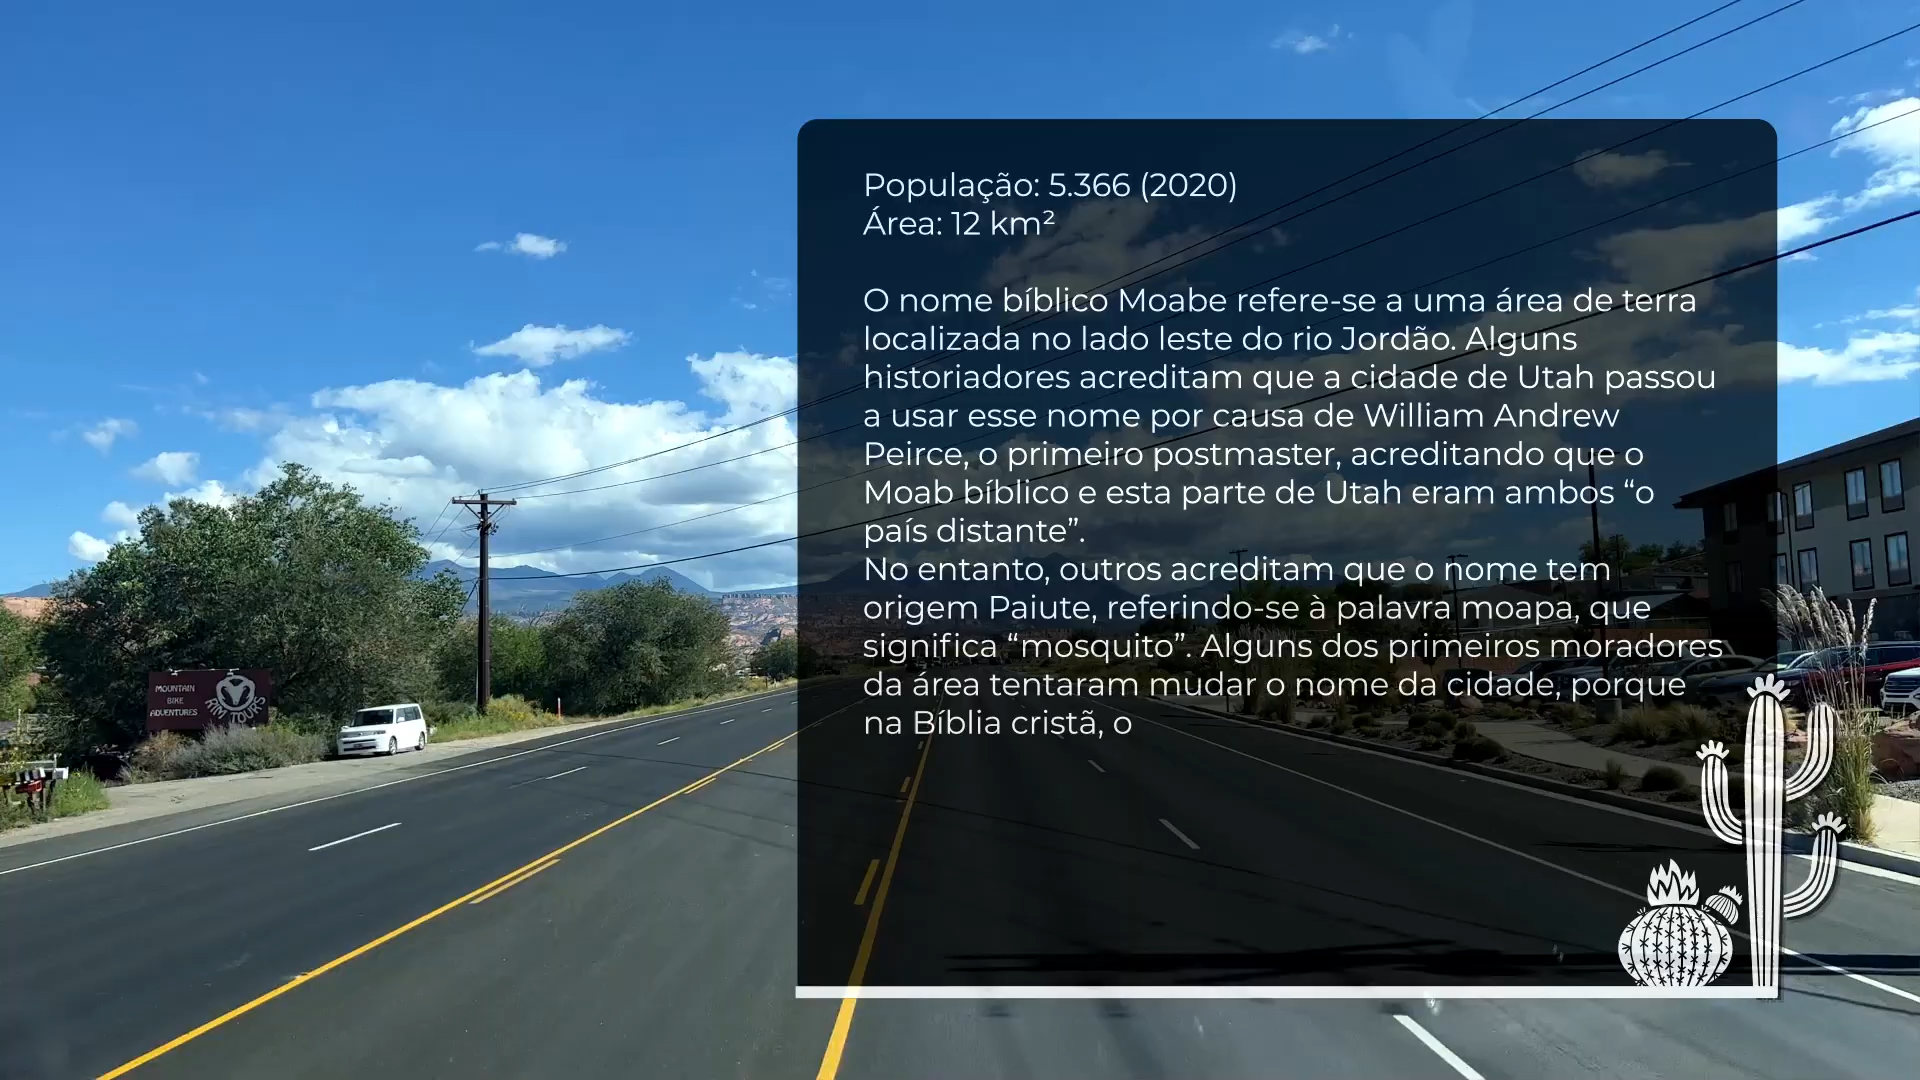 População: 5.366 (2020)
Área: 12 km²
O nome bíblico Moabe refere-se a uma área de terra
localizada no lado leste do rio Jordão. Alguns
historiadores acreditam que a cidade de Utah passou
a usar esse nome por causa de William Andrew
Peirce, o primeiro postmaster, acreditando que o
Moab bíblico e esta parte de Utah eram ambos “o
país distante”.
No entanto, outros acreditam que o nome tem
origem Paiute, referindo-se à palavra moapa, que
significa “mosquito”. Alguns dos primeiros moradores
da área tentaram mudar o nome da cidade, porque
na Bíblia cristã, o
MOUNTAIN
BIKE
ADVENTURES
RIM TOURS